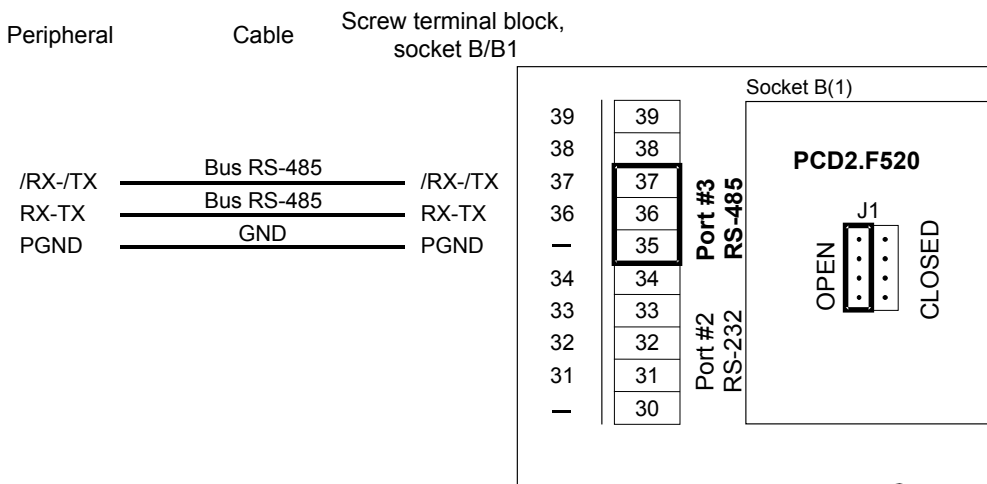 Peripheral Cable Screw terminal block,
socket B/B1
Socket B(1)
39 39
38 38
/RX-/TX Bus RS-485 /RX-/TX 37 37
RX-TX Bus RS-485 RX-TX 36 36
PGND GND PGND — 35
34 34
33 33
32 32
31 31
— 30
Port #3
RS-485
Port #2
RS-232
PCD2.F520
J1
OPEN
CLOSED